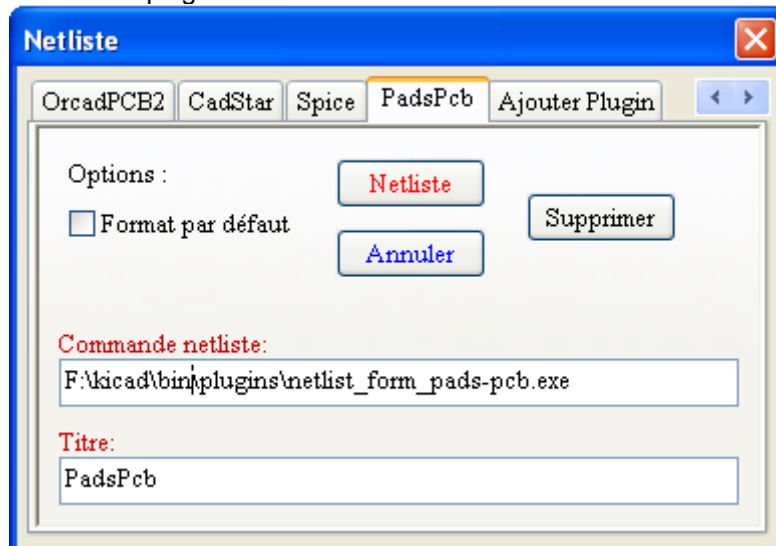 Netliste
OrcadPCB2 CadStar Spice PadsPcb Ajouter Plugin
Options :
Netliste
Format par défaut
Supprimer
Annuler
Commande netliste:
F:\kicad\bin\plugins\netlist_form_pads-pcb.exe
Titre:
PadsPcb